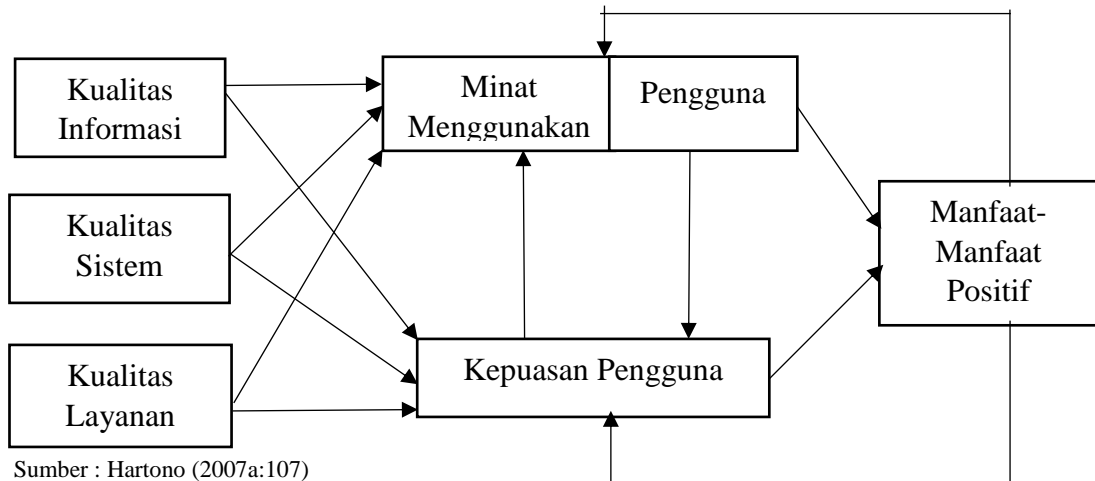 Kualitas
Informasi
Minat
Menggunakan
Pengguna
Kualitas
Sistem
Manfaat-
Manfaat
Positif
Kualitas
Layanan
Kepuasan Pengguna
Sumber : Hartono (2007a:107)